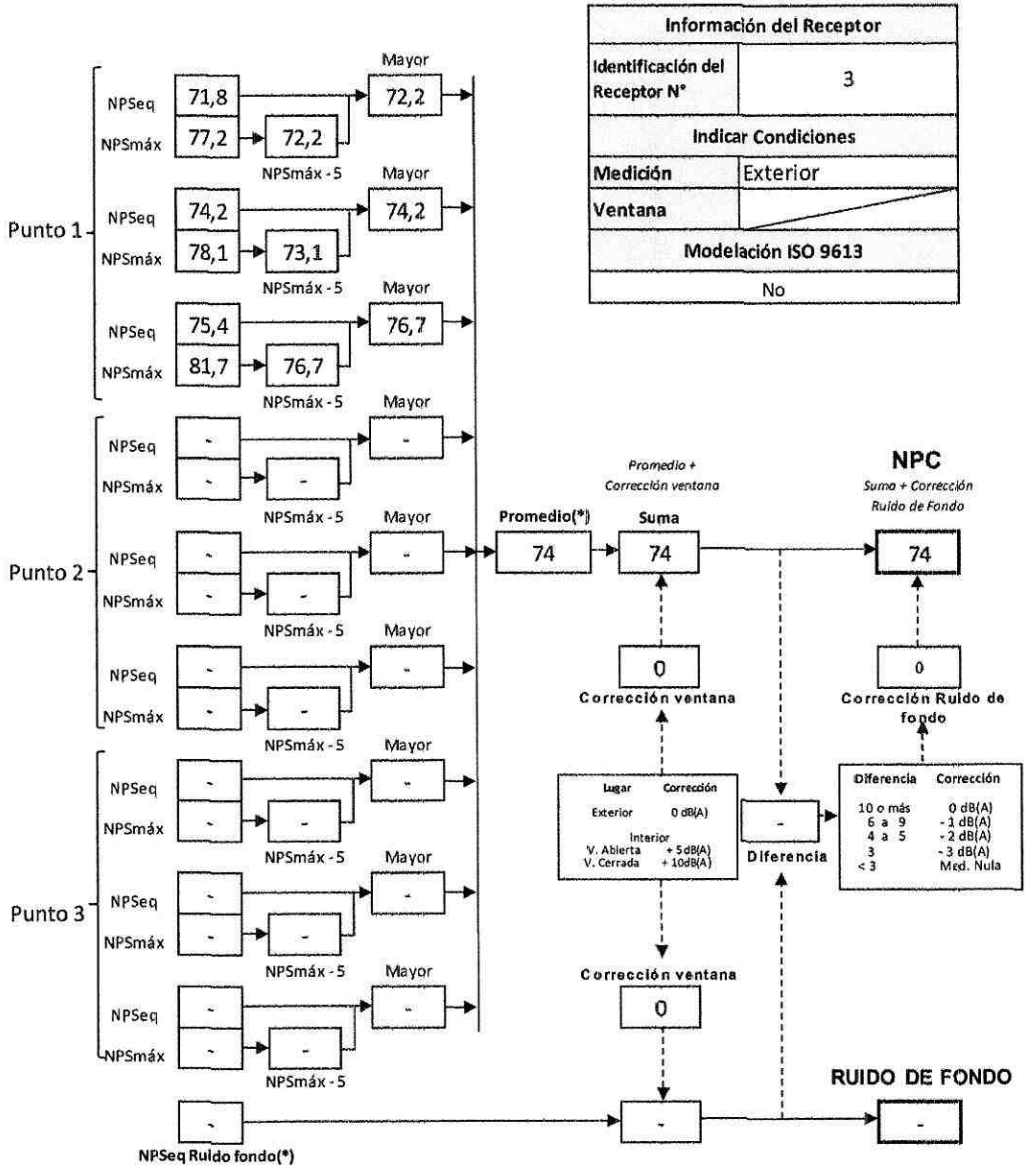 Información del Receptor
Identificación del Receptor N° 3
Indicar Condiciones
Medición Exterior
Ventana
Modelación ISO 9613
No
Punto 1
Mayor
NPSeq 71,8 72,2
NPSmáx 77,2 72,2
NPSmáx - 5
Mayor
NPSeq 74,2 74,2
NPSmáx 78,1 73,1
NPSmáx - 5
Mayor
NPSeq 75,4 76,7
NPSmáx 81,7 76,7
NPSmáx - 5
Punto 2
Mayor
NPSeq - -
NPSmáx - -
NPSmáx - 5
Mayor
NPSeq - -
NPSmáx - -
NPSmáx - 5
Mayor
NPSeq - -
NPSmáx - -
NPSmáx - 5
Punto 3
Mayor
NPSeq - -
NPSmáx - -
NPSmáx - 5
Mayor
NPSeq - -
NPSmáx - -
NPSmáx - 5
Mayor
NPSeq - -
NPSmáx - -
NPSmáx - 5
-
NPSeq Ruido fondo(*)
Promedio(*)
74
Promedio +
Corrección ventana
Suma
74
0
Corrección ventana
Lugar Corrección
Exterior 0 dB(A)
Interior
V. Abierta + 5dB(A)
V. Cerrada + 10dB(A)
Corrección ventana
0
-
-
Diferencia
NPC
Suma + Corrección
Ruido de Fondo
74
0
Corrección Ruido de
fondo
Diferencia Corrección
10 o más 0 dB(A)
6 a 9 - 1 dB(A)
4 a 5 - 2 dB(A)
3 - 3 dB(A)
< 3 Med. Nula
RUIDO DE FONDO
-